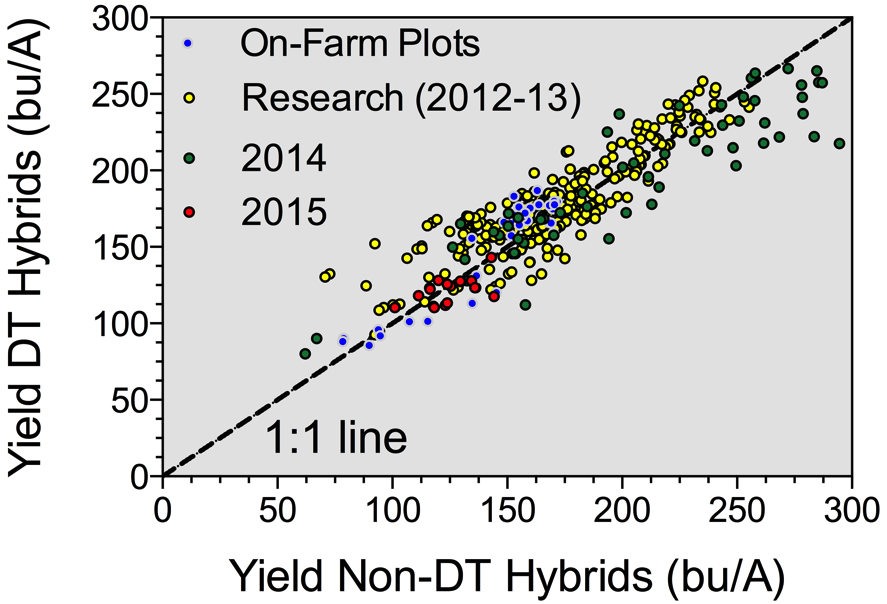 Yield DT Hybrids (bu/A)
300
250
200
150
100
50
0
On-Farm Plots
Research (2012-13)
2014
2015
1:1 line
0 50 100 150 200 250 300
Yield Non-DT Hybrids (bu/A)